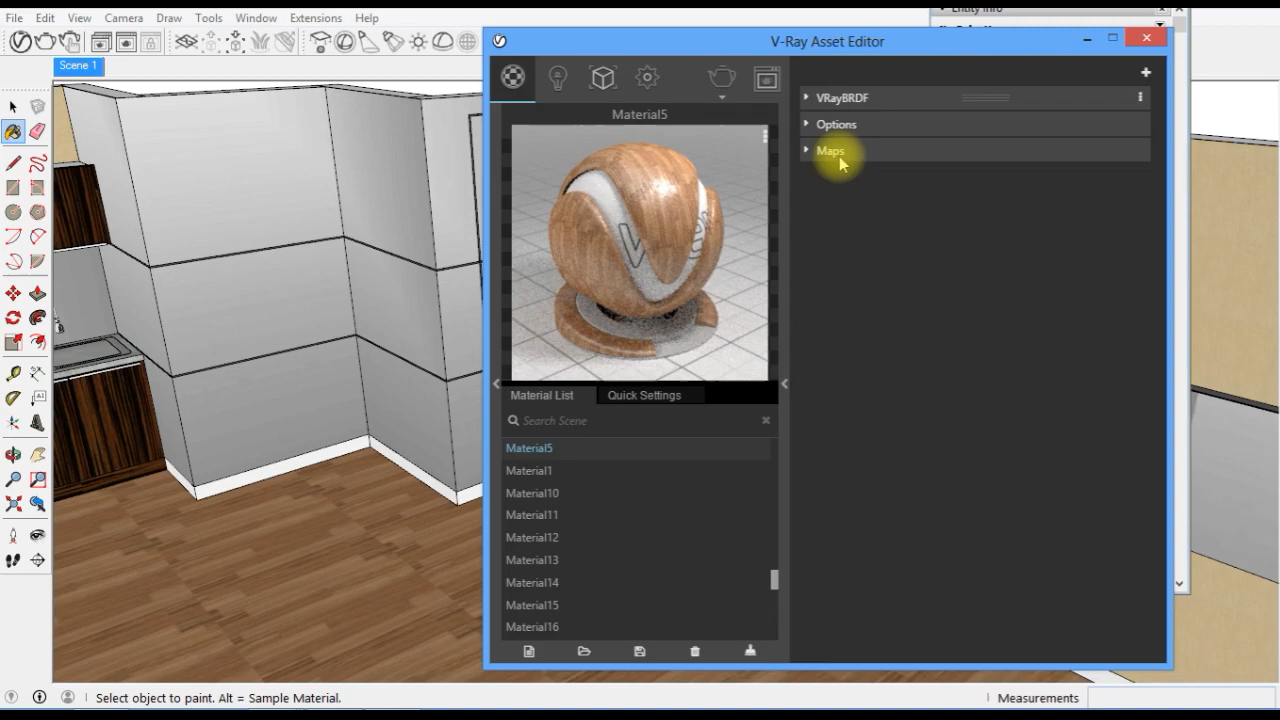 File Edit View Camera Draw Tools Window Extensions Help
Scene 1
V-Ray Asset Editor
Material5
VRayBRDF
Options
Maps
Material List Quick Settings
Search Scene
Material5
Material1
Material10
Material11
Material12
Material13
Material14
Material15
Material16
Select object to paint. Alt = Sample Material.
Measurements